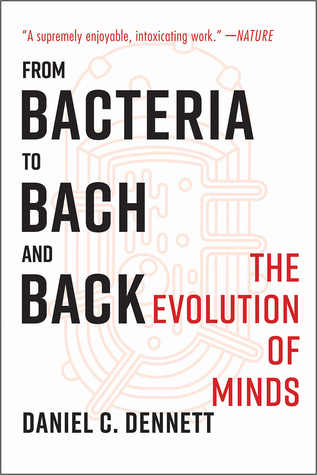 “A supremely enjoyable, intoxicating work.” —NATURE
FROM
BACTERIA
TO
BACH
AND
BACK
THE
EVOLUTION
OF
MINDS
DANIEL C. DENNETT